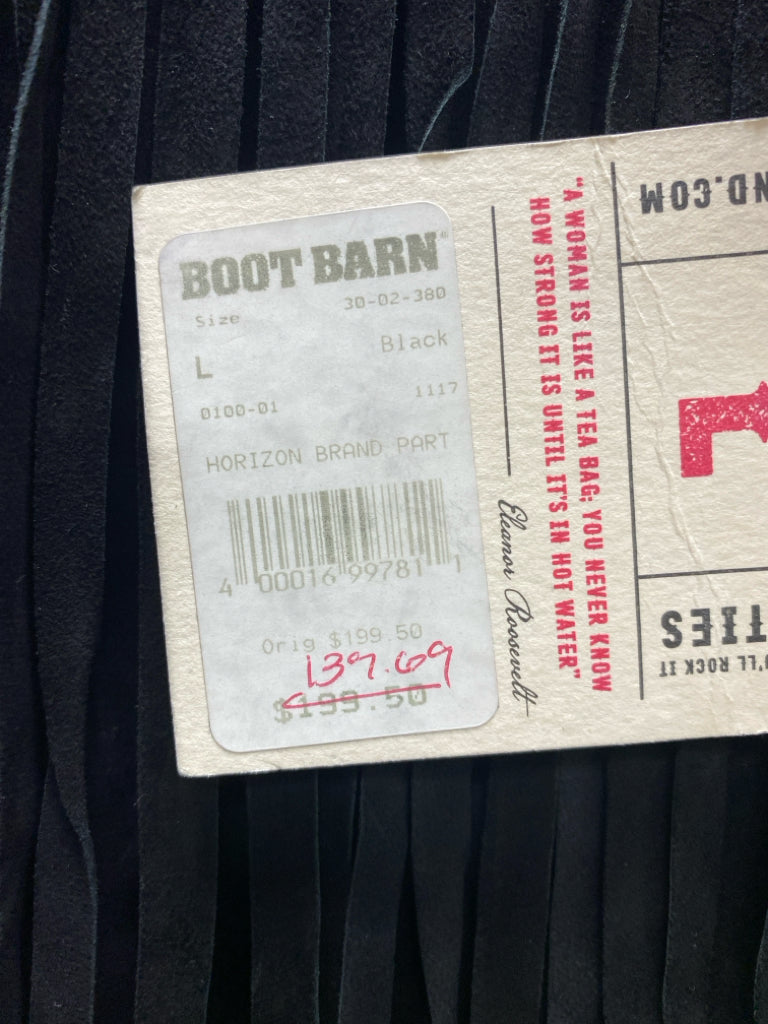 BOOT BARN®
Size
30-02-380
L
Black
0100-01
1117
HORIZON BRAND PART
4 00016 99781 1
Orig $199.50
139.69
$199.50
"A WOMAN IS LIKE A TEA BAG; YOU NEVER KNOW
HOW STRONG IT IS UNTIL IT'S IN HOT WATER"
Eleanor Roosevelt
ND.COM
L
TIES
'LL ROCK IT